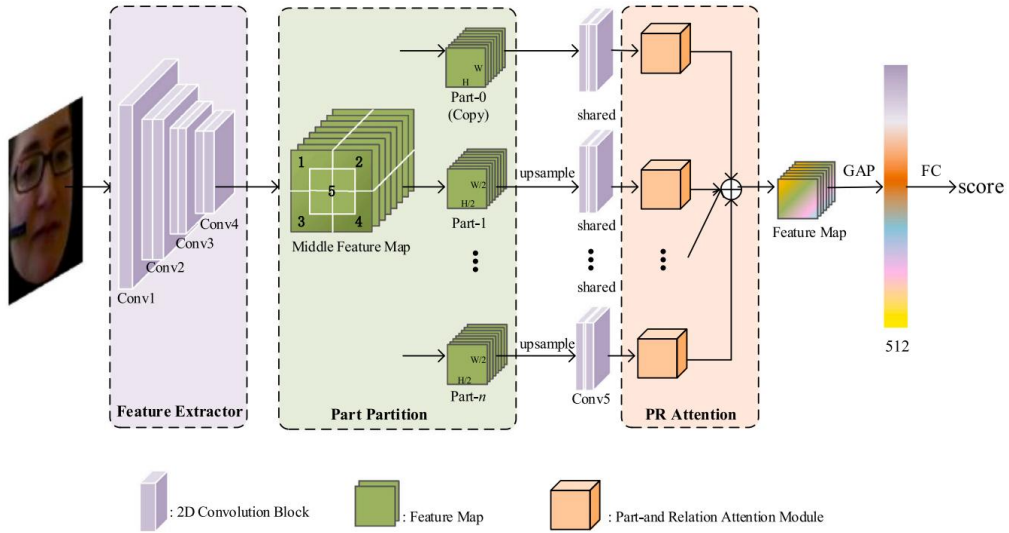 W
H
Part-0
(Copy)
shared
1 2
5
3 4
Middle Feature Map
W/2
H/2
Part-1
upsample
shared
shared
Conv4
Conv3
Conv2
Conv1
W/2
H/2
Part-n
upsample
Conv5
Feature Map
GAP
FC
score
512
Feature Extractor
Part Partition
PR Attention
: 2D Convolution Block
: Feature Map
: Part-and Relation Attention Module